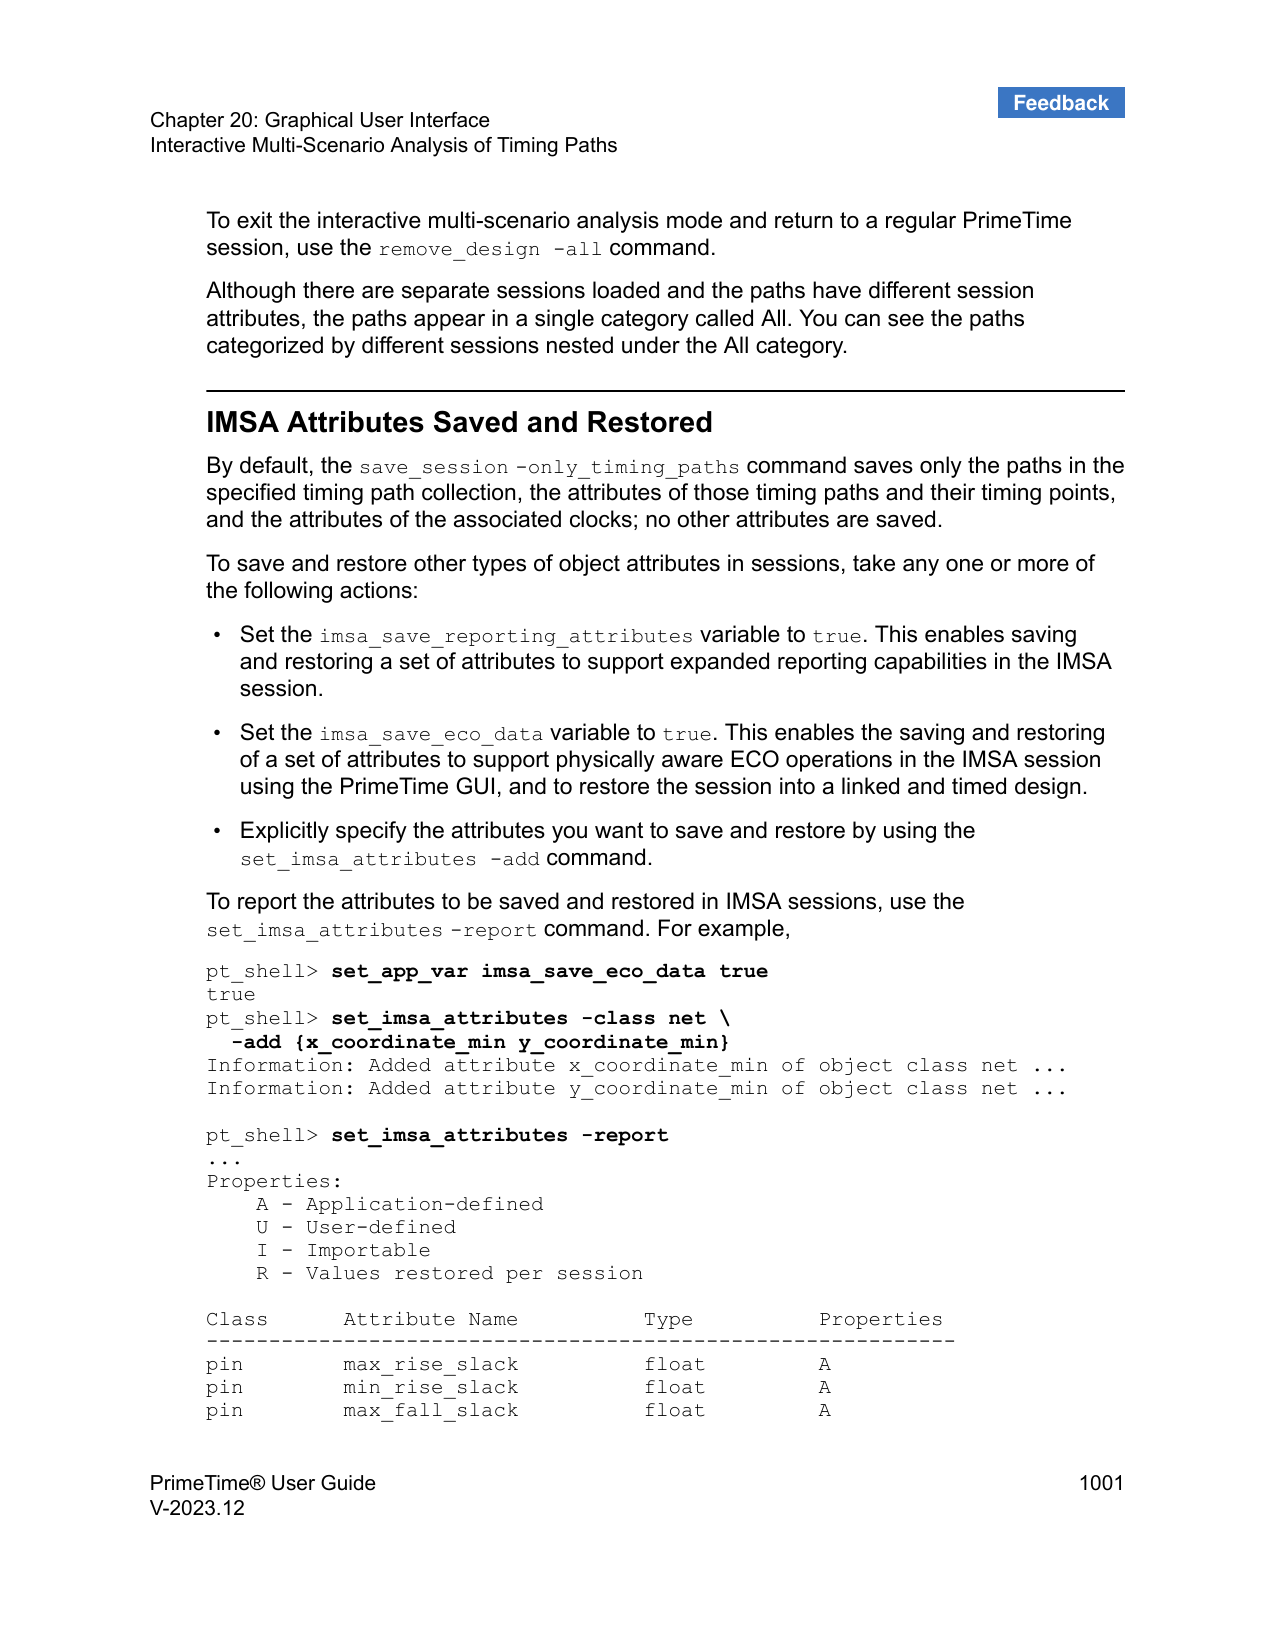 Feedback
Chapter 20: Graphical User Interface
Interactive Multi-Scenario Analysis of Timing Paths
To exit the interactive multi-scenario analysis mode and return to a regular PrimeTime
session, use the remove_design -all command.
Although there are separate sessions loaded and the paths have different session
attributes, the paths appear in a single category called All. You can see the paths
categorized by different sessions nested under the All category.
IMSA Attributes Saved and Restored
By default, the save_session -only_timing_paths command saves only the paths in the
specified timing path collection, the attributes of those timing paths and their timing points,
and the attributes of the associated clocks; no other attributes are saved.
To save and restore other types of object attributes in sessions, take any one or more of
the following actions:
• Set the imsa_save_reporting_attributes variable to true. This enables saving
and restoring a set of attributes to support expanded reporting capabilities in the IMSA
session.
• Set the imsa_save_eco_data variable to true. This enables the saving and restoring
of a set of attributes to support physically aware ECO operations in the IMSA session
using the PrimeTime GUI, and to restore the session into a linked and timed design.
• Explicitly specify the attributes you want to save and restore by using the
set_imsa_attributes -add command.
To report the attributes to be saved and restored in IMSA sessions, use the
set_imsa_attributes -report command. For example,
pt_shell> set_app_var imsa_save_eco_data true
true
pt_shell> set_imsa_attributes -class net \
  -add {x_coordinate_min y_coordinate_min}
Information: Added attribute x_coordinate_min of object class net ...
Information: Added attribute y_coordinate_min of object class net ...
pt_shell> set_imsa_attributes -report
...
Properties:
    A - Application-defined
    U - User-defined
    I - Importable
    R - Values restored per session
Class      Attribute Name          Type          Properties
------------------------------------------------------------
pin        max_rise_slack          float         A
pin        min_rise_slack          float         A
pin        max_fall_slack          float         A
PrimeTime® User Guide 1001
V-2023.12